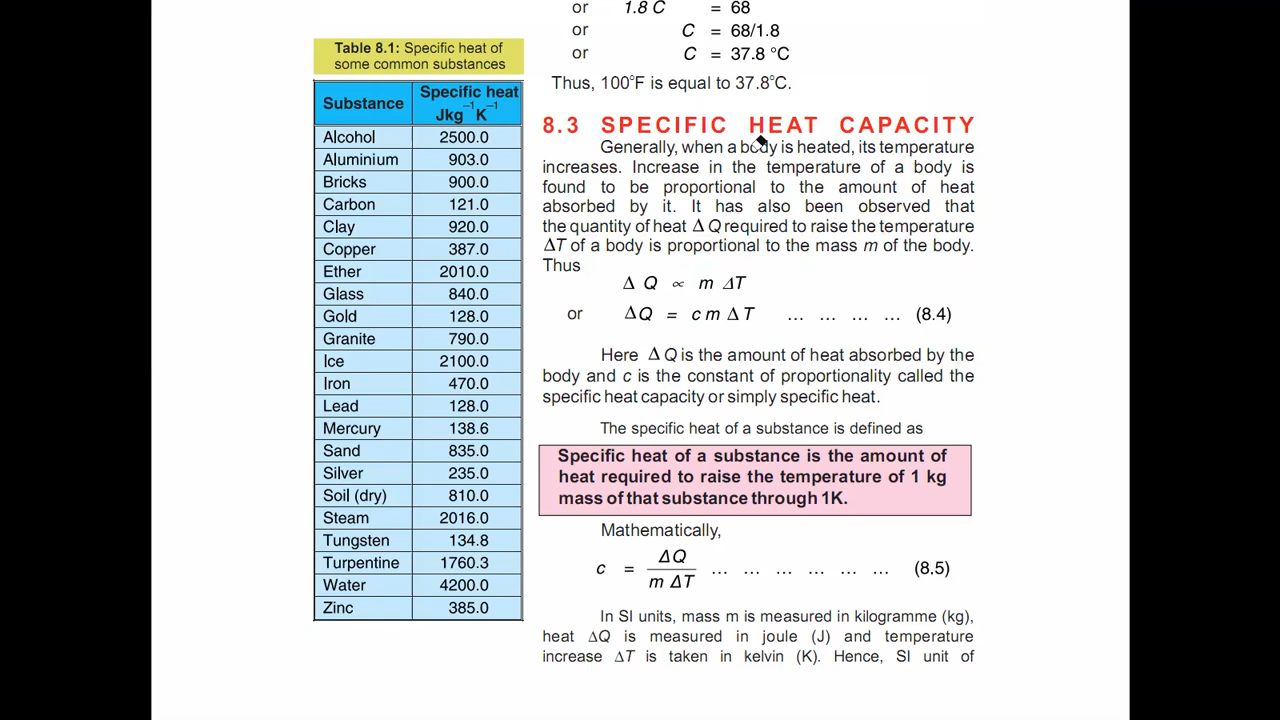 or 1.8 C = 68
or C = 68/1.8
or C = 37.8 °C
Thus, 100°F is equal to 37.8°C.
Table 8.1: Specific heat of
some common substances
Substance Specific heat
Jkg⁻¹K⁻¹
Alcohol 2500.0
Aluminium 903.0
Bricks 900.0
Carbon 121.0
Clay 920.0
Copper 387.0
Ether 2010.0
Glass 840.0
Gold 128.0
Granite 790.0
Ice 2100.0
Iron 470.0
Lead 128.0
Mercury 138.6
Sand 835.0
Silver 235.0
Soil (dry) 810.0
Steam 2016.0
Tungsten 134.8
Turpentine 1760.3
Water 4200.0
Zinc 385.0
8.3 SPECIFIC HEAT CAPACITY
Generally, when a body is heated, its temperature
increases. Increase in the temperature of a body is
found to be proportional to the amount of heat
absorbed by it. It has also been observed that
the quantity of heat Δ Q required to raise the temperature
ΔT of a body is proportional to the mass m of the body.
Thus
Δ Q ∝ m ΔT
or ΔQ = c m Δ T … … … … (8.4)
Here Δ Q is the amount of heat absorbed by the
body and c is the constant of proportionality called the
specific heat capacity or simply specific heat.
The specific heat of a substance is defined as
Specific heat of a substance is the amount of
heat required to raise the temperature of 1 kg
mass of that substance through 1K.
Mathematically,
c = ΔQ / m ΔT … … … … … … (8.5)
In SI units, mass m is measured in kilogramme (kg),
heat ΔQ is measured in joule (J) and temperature
increase ΔT is taken in kelvin (K). Hence, SI unit of